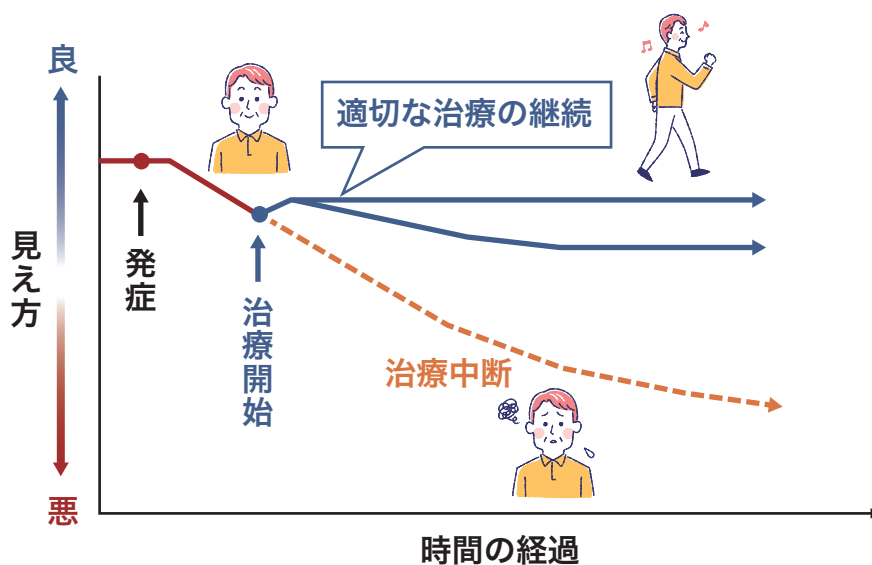 良
適切な治療の継続
見え方
発症
治療開始
治療中断
悪
時間の経過